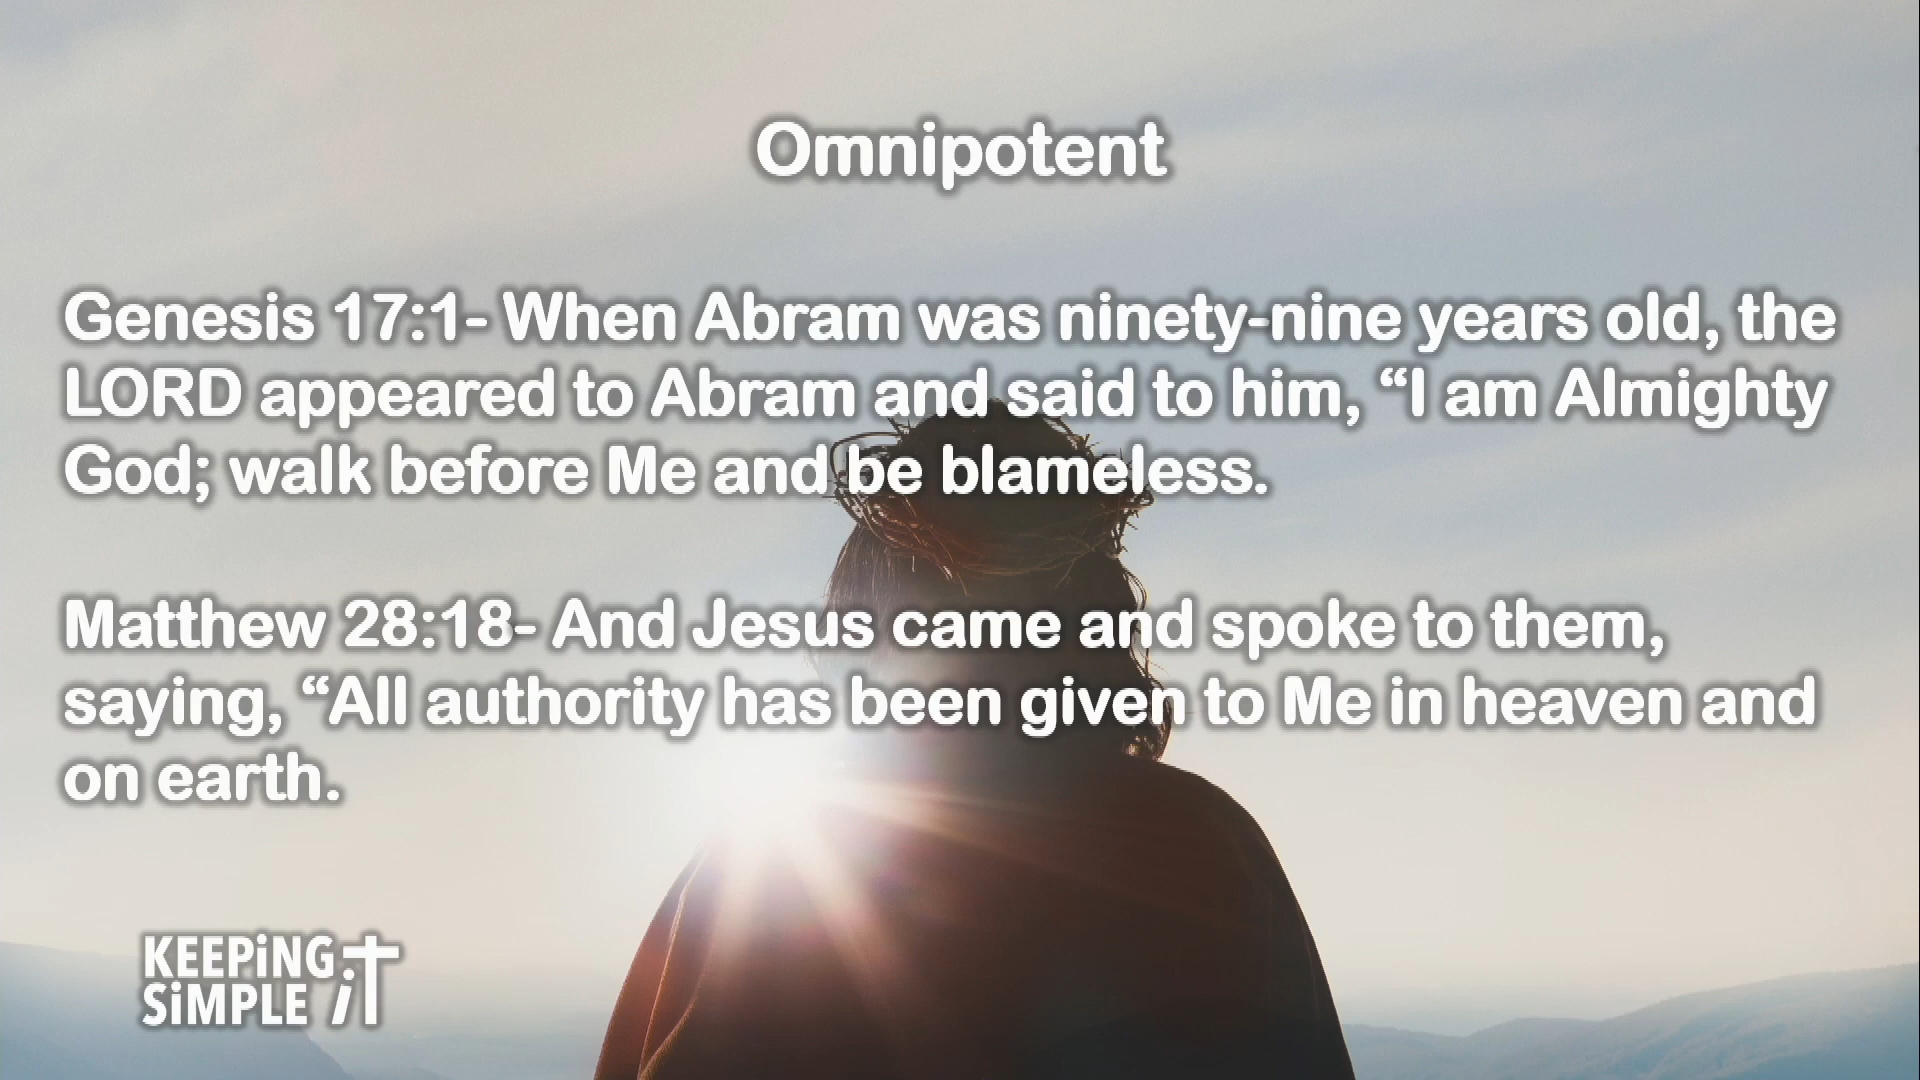 Omnipotent
Genesis 17:1- When Abram was ninety-nine years old, the
LORD appeared to Abram and said to him, “I am Almighty
God; walk before Me and be blameless.
Matthew 28:18- And Jesus came and spoke to them,
saying, “All authority has been given to Me in heaven and
on earth.
KEEPiNG
SiMPLE iT